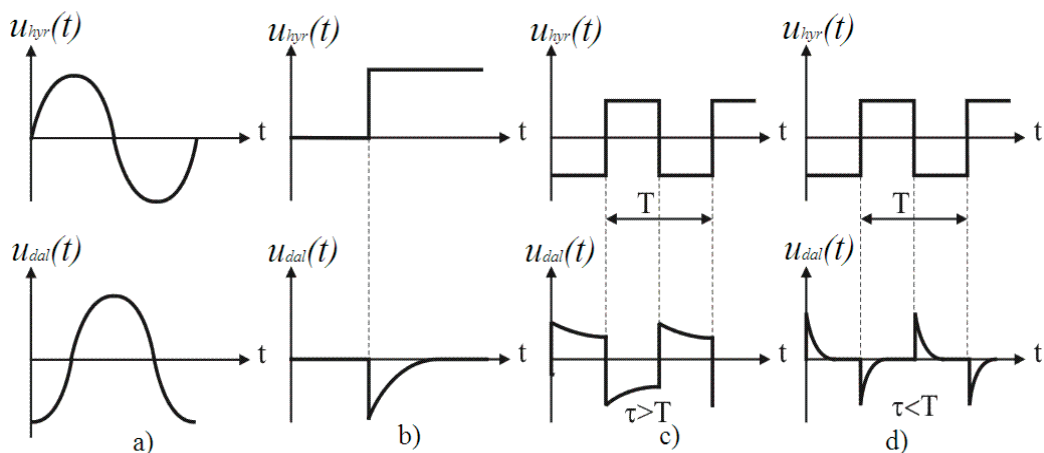 u_hyr(t) u_hyr(t) u_hyr(t) u_hyr(t)
t t t t
T T
u_dal(t) u_dal(t) u_dal(t) u_dal(t)
t t t t
τ>T τ<T
a) b) c) d)